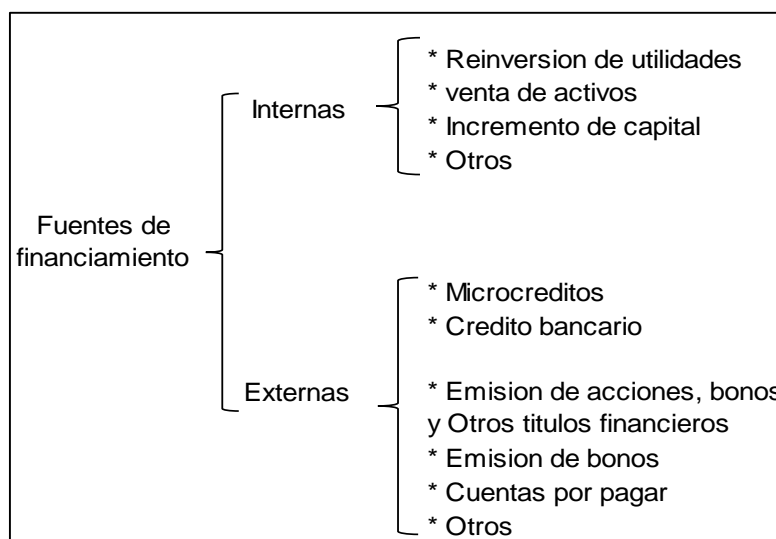 Fuentes de
financiamiento
Internas
* Reinversion de utilidades
* venta de activos
* Incremento de capital
* Otros
Externas
* Microcreditos
* Credito bancario
* Emision de acciones, bonos
y Otros titulos financieros
* Emision de bonos
* Cuentas por pagar
* Otros